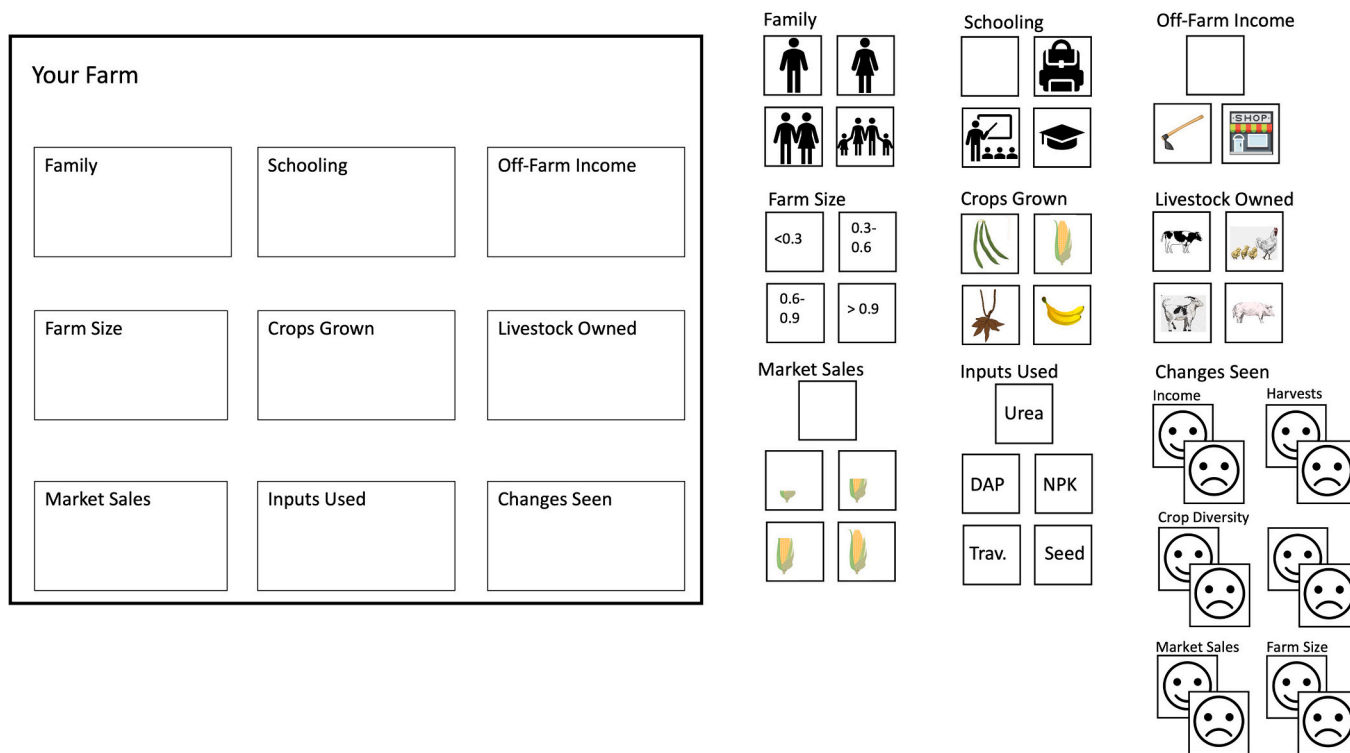 Your Farm
Family
Schooling
Off-Farm Income
Farm Size
Crops Grown
Livestock Owned
Market Sales
Inputs Used
Changes Seen
Family
Schooling
Off-Farm Income
SHOP
Farm Size
<0.3
0.3-
0.6
0.6-
0.9
> 0.9
Crops Grown
Livestock Owned
Market Sales
Inputs Used
Urea
DAP
NPK
Trav.
Seed
Changes Seen
Income
Harvests
Crop Diversity
Market Sales
Farm Size